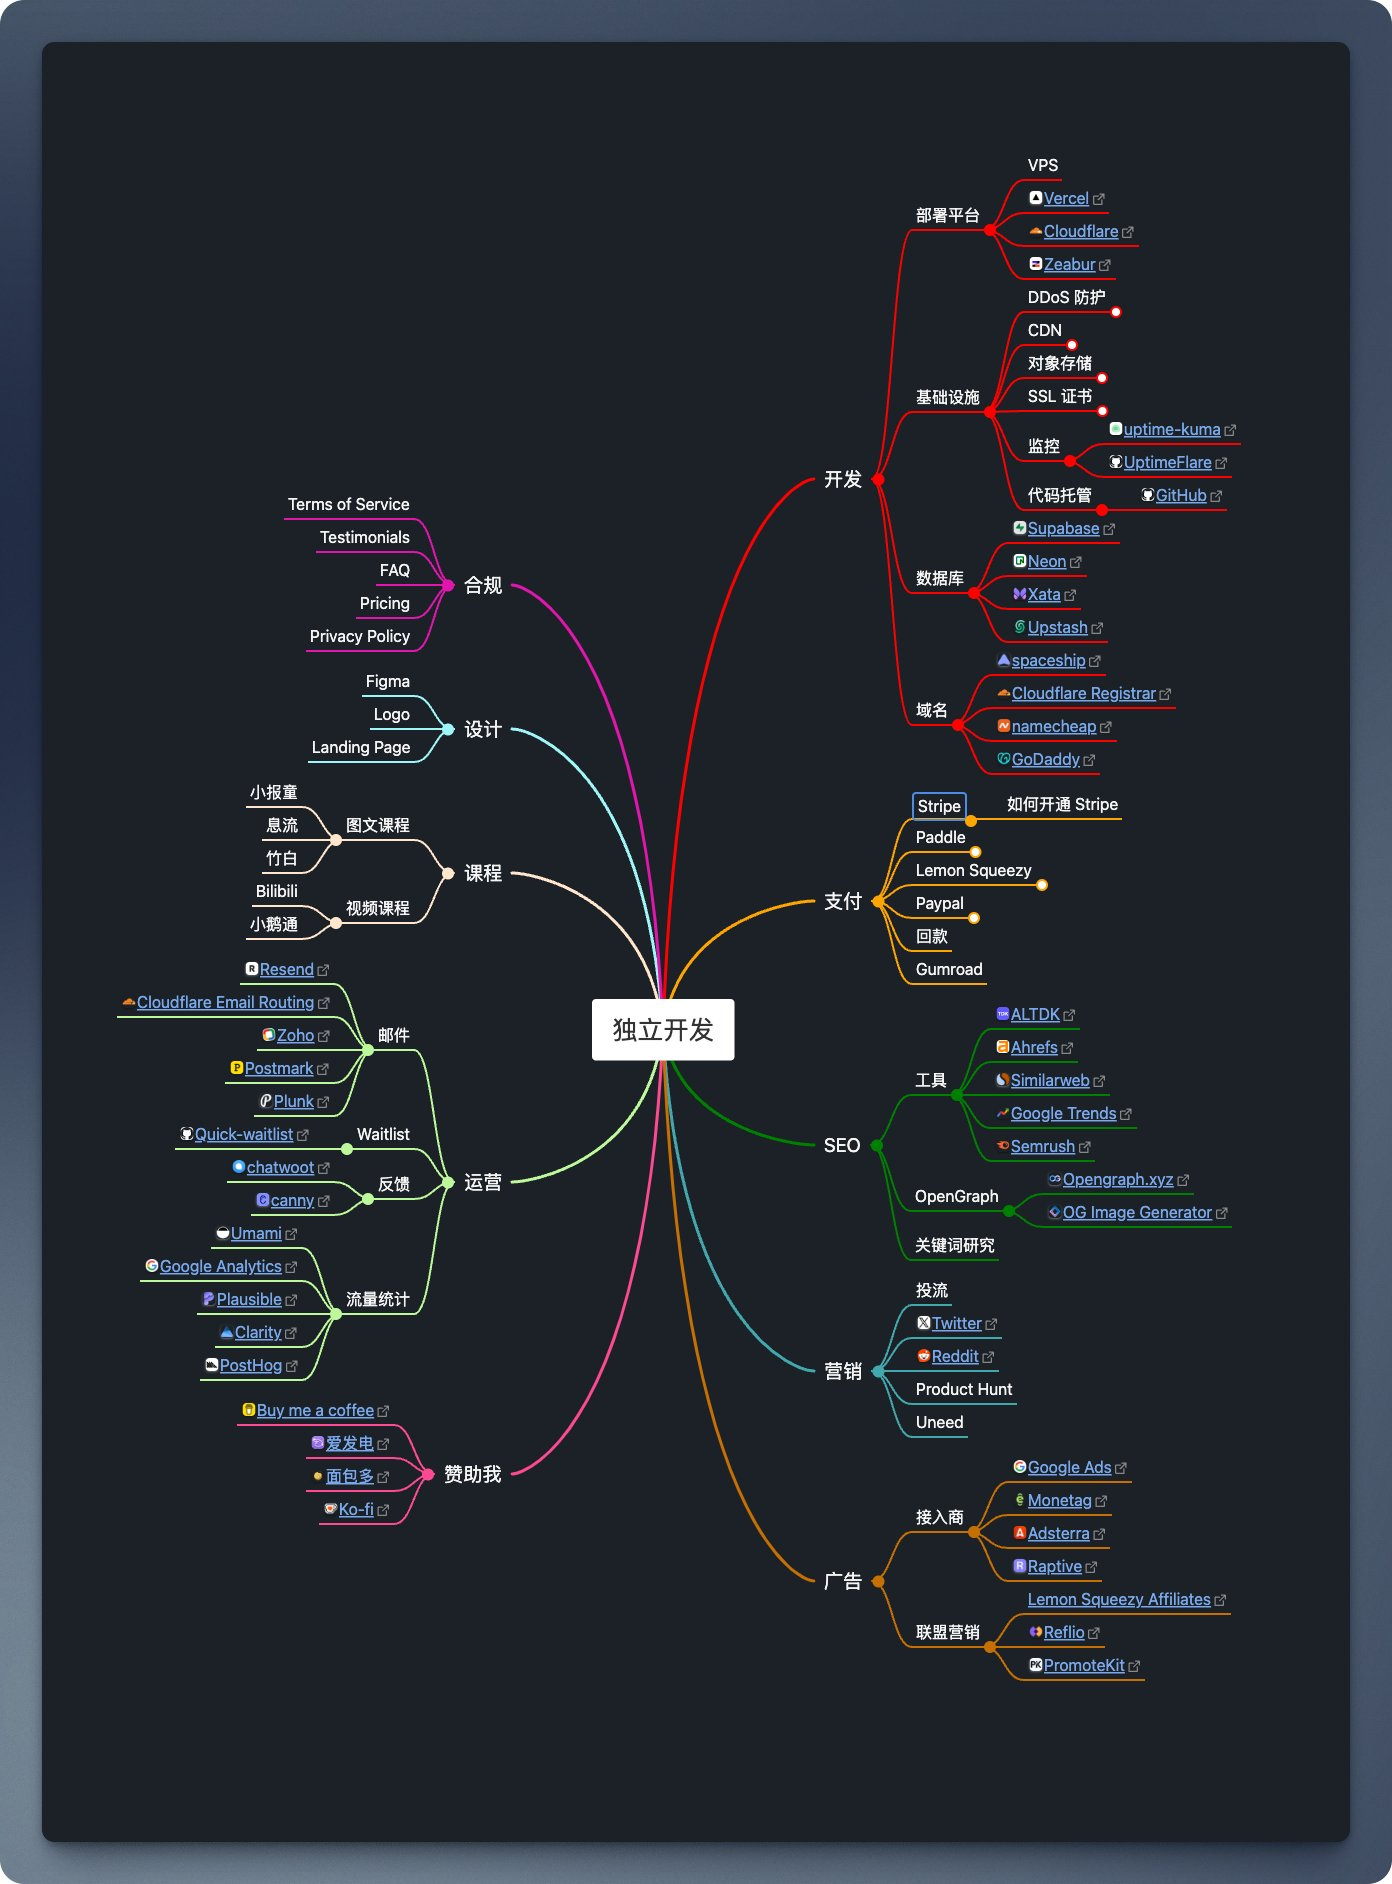 独立开发
开发
部署平台
VPS
Vercel
Cloudflare
Zeabur
基础设施
DDoS 防护
CDN
对象存储
SSL 证书
监控
uptime-kuma
UptimeFlare
代码托管
GitHub
数据库
Supabase
Neon
Xata
Upstash
域名
spaceship
Cloudflare Registrar
namecheap
GoDaddy
支付
Stripe
如何开通 Stripe
Paddle
Lemon Squeezy
Paypal
回款
Gumroad
SEO
工具
ALTDK
Ahrefs
Similarweb
Google Trends
Semrush
OpenGraph
Opengraph.xyz
OG Image Generator
关键词研究
营销
投流
Twitter
Reddit
Product Hunt
Uneed
广告
接入商
Google Ads
Monetag
Adsterra
Raptive
联盟营销
Lemon Squeezy Affiliates
Reflio
PromoteKit
合规
Terms of Service
Testimonials
FAQ
Pricing
Privacy Policy
设计
Figma
Logo
Landing Page
课程
图文课程
小报童
息流
竹白
视频课程
Bilibili
小鹅通
运营
邮件
Resend
Cloudflare Email Routing
Zoho
Postmark
Plunk
Waitlist
Quick-waitlist
反馈
chatwoot
canny
流量统计
Umami
Google Analytics
Plausible
Clarity
PostHog
赞助我
Buy me a coffee
爱发电
面包多
Ko-fi